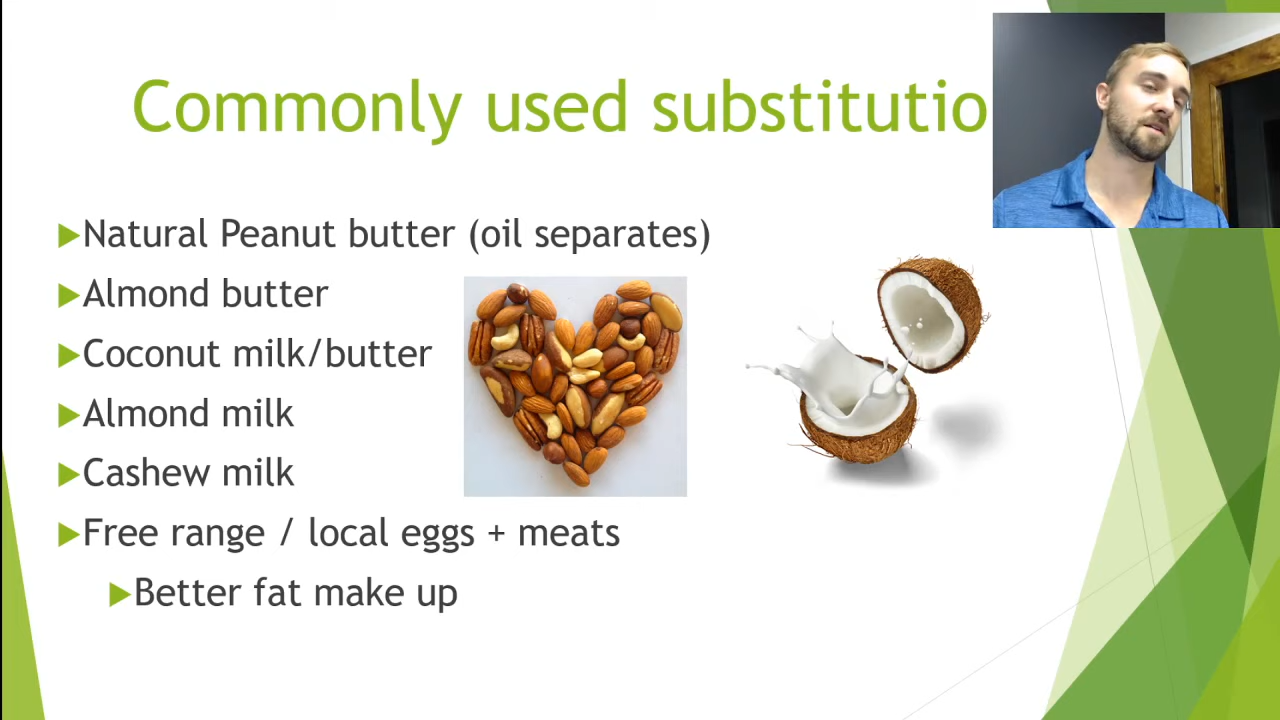 Commonly used substitutio
Natural Peanut butter (oil separates)
Almond butter
Coconut milk/butter
Almond milk
Cashew milk
Free range / local eggs + meats
Better fat make up